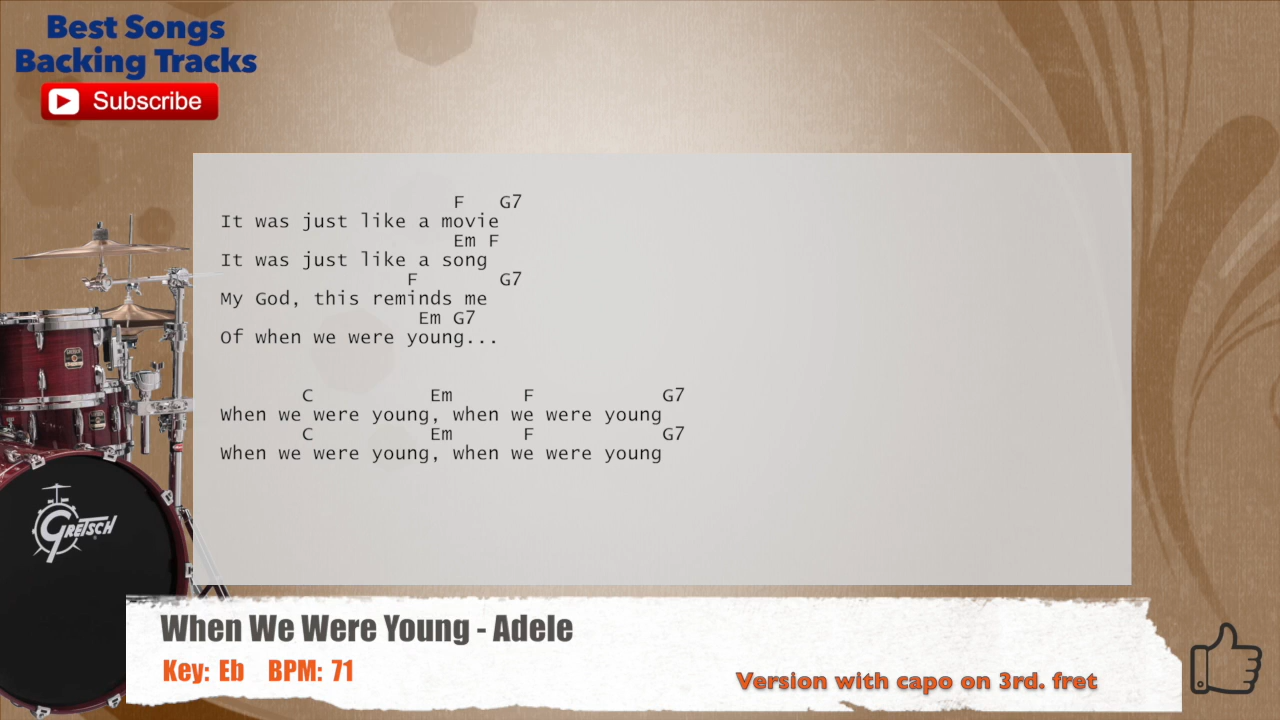 Best Songs
Backing Tracks
Subscribe
F G7
It was just like a movie
Em F
It was just like a song
F G7
My God, this reminds me
Em G7
Of when we were young...
C Em F G7
When we were young, when we were young
C Em F G7
When we were young, when we were young
GRETSCH
When We Were Young - Adele
Key: Eb BPM: 71
Version with capo on 3rd. fret